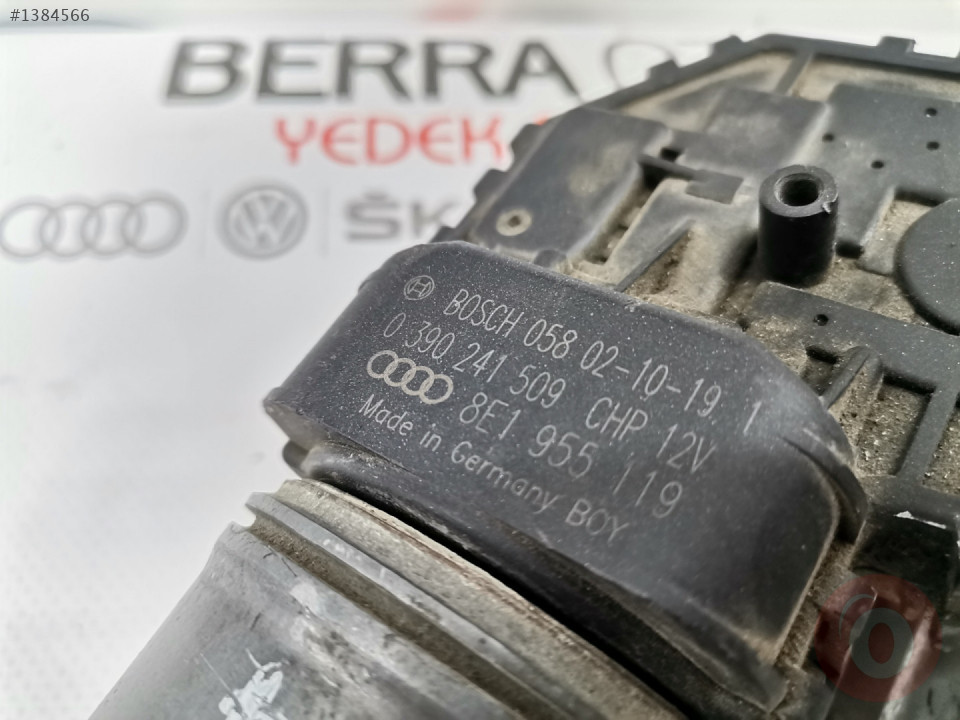 #1384566
BERRA
YEDEK
ŠK
BOSCH 058 02-10-19 1
0 390 241 509 CHP 12V
8E1 955 119
Made in Germany BOY